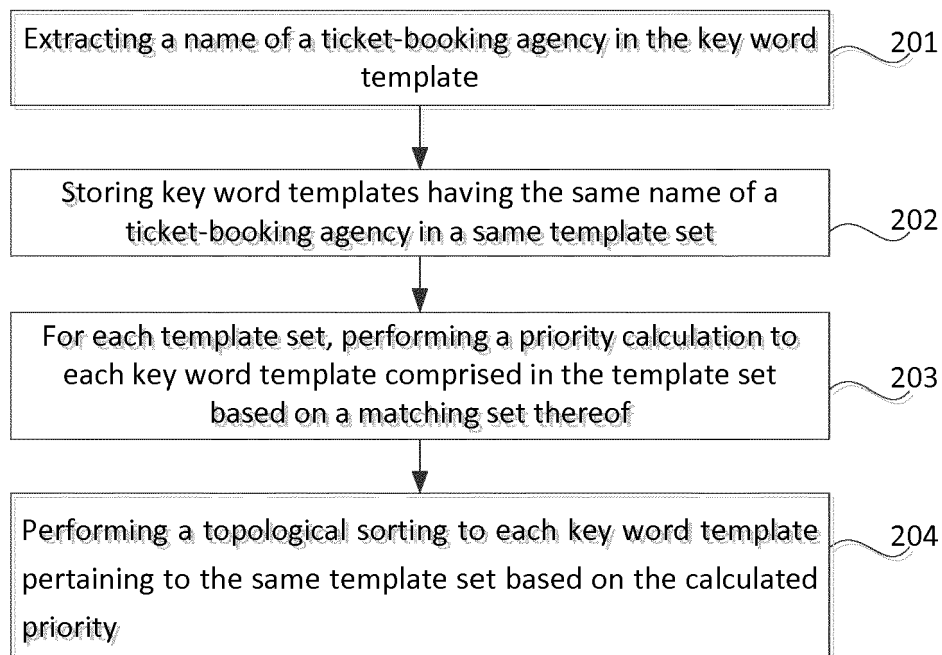 Extracting a name of a ticket-booking agency in the key word
template
201
Storing key word templates having the same name of a
ticket-booking agency in a same template set
202
For each template set, performing a priority calculation to
each key word template comprised in the template set
based on a matching set thereof
203
Performing a topological sorting to each key word template
pertaining to the same template set based on the calculated
priority
204